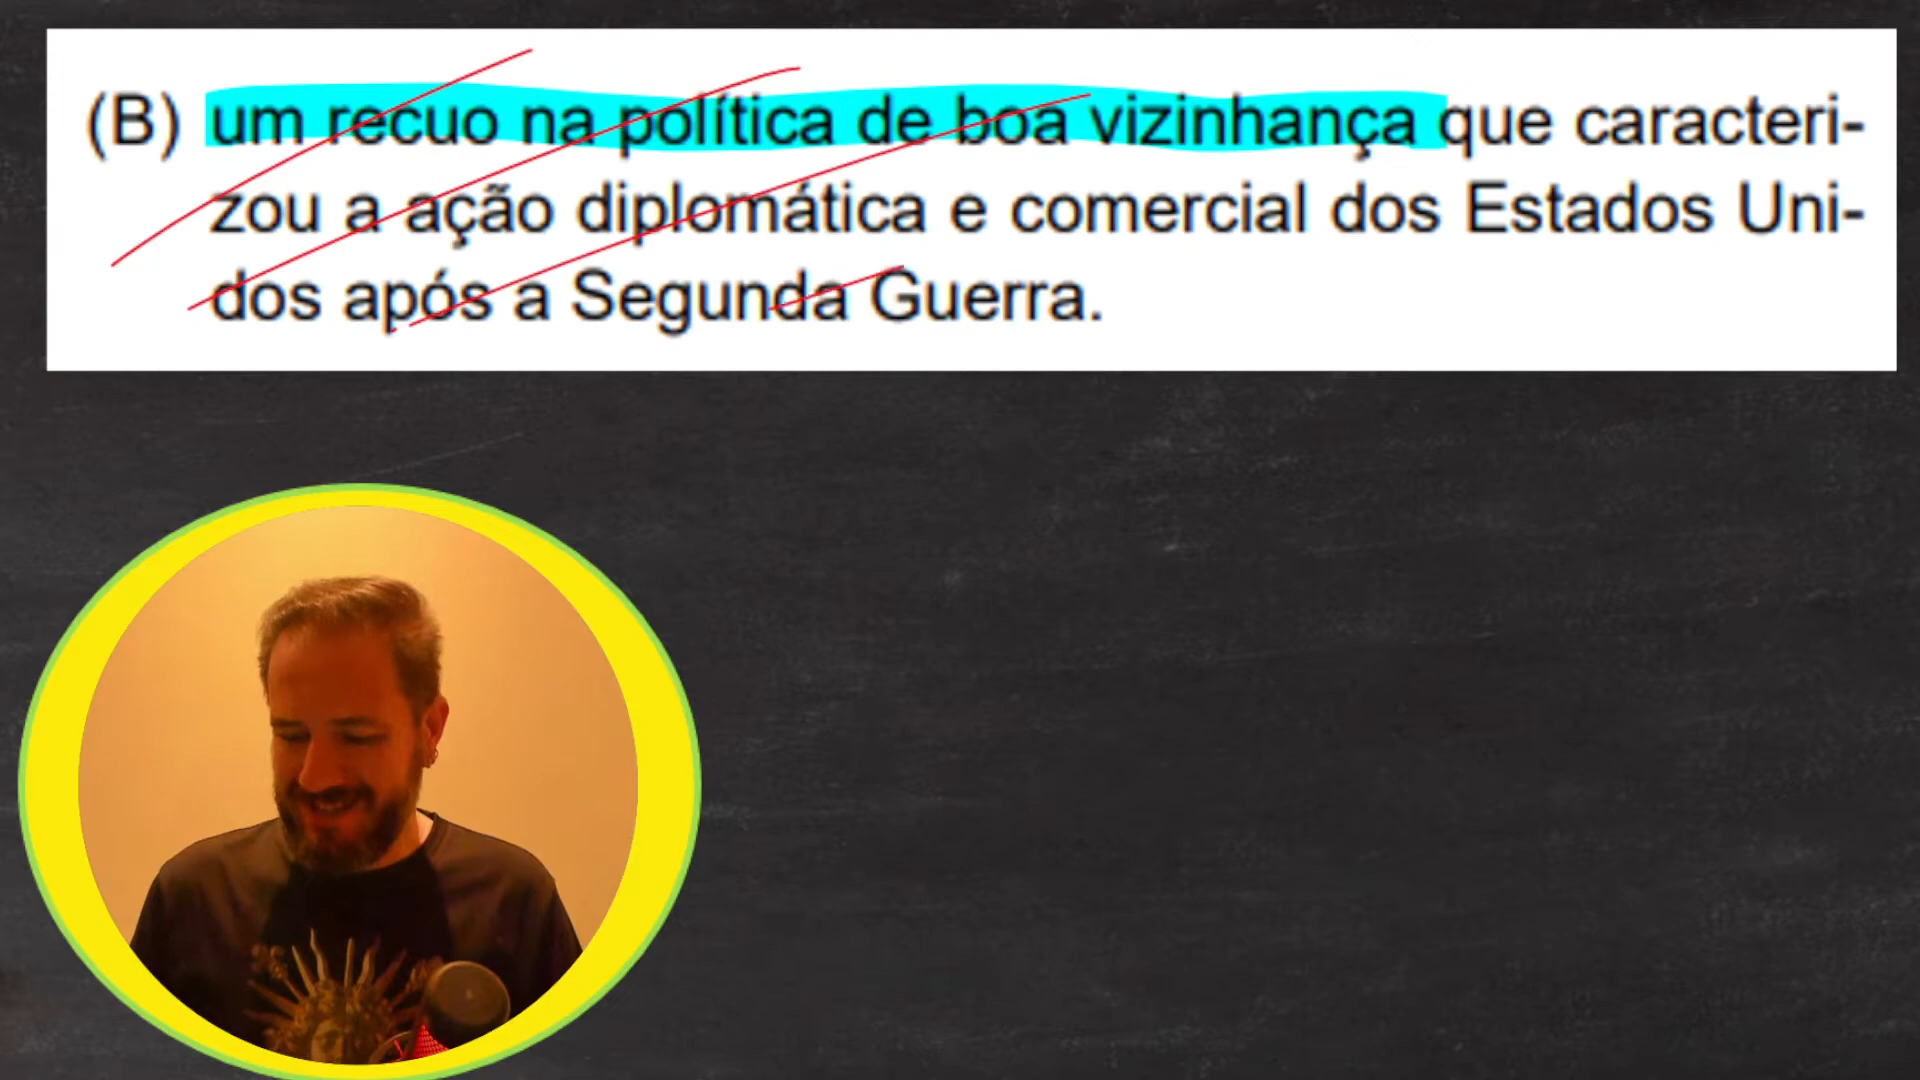 (B) um recuo na política de boa vizinhança que caracteri-
zou a ação diplomática e comercial dos Estados Uni-
dos após a Segunda Guerra.